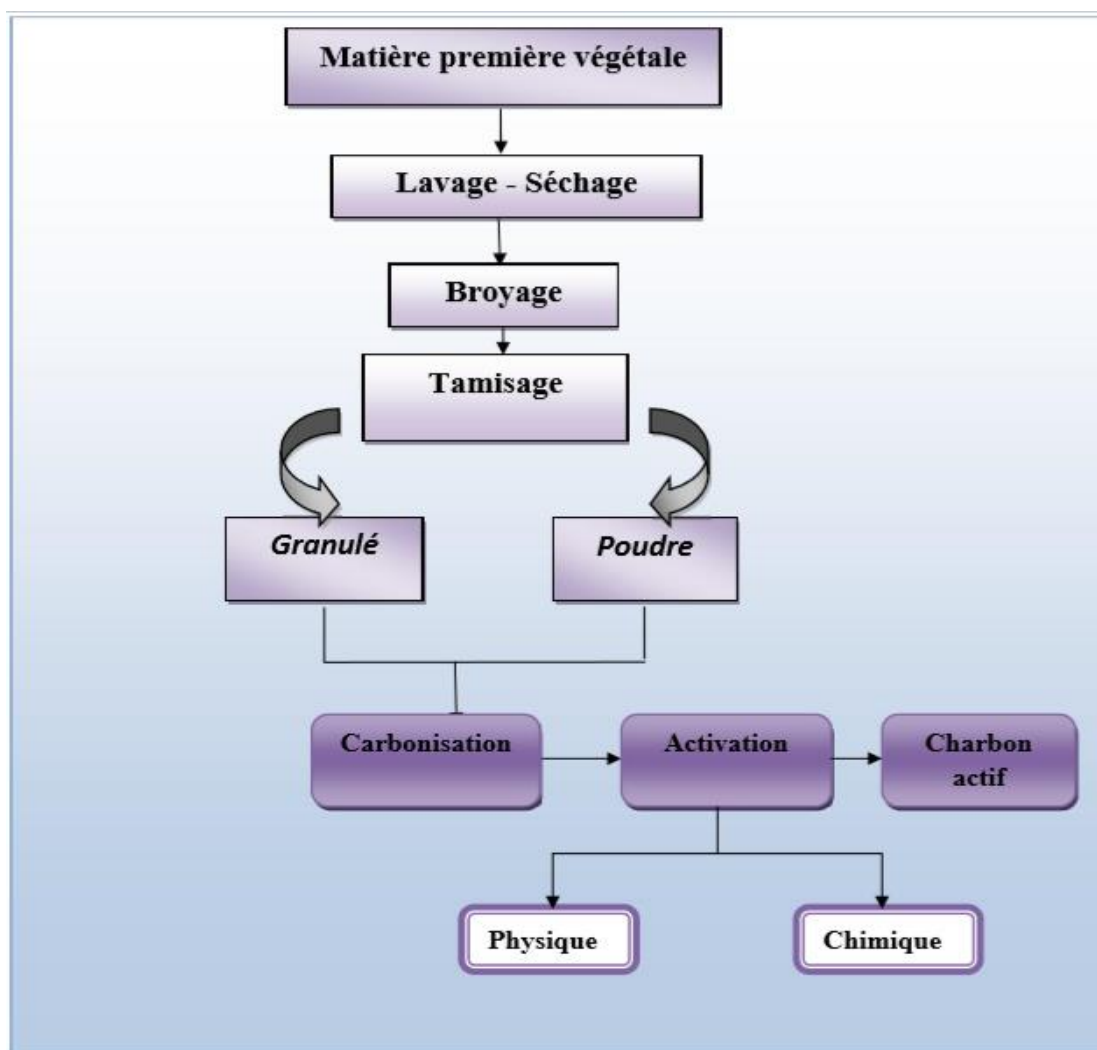 Matière première végétale
Lavage - Séchage
Broyage
Tamisage
Granulé
Poudre
Carbonisation
Activation
Charbon
actif
Physique
Chimique